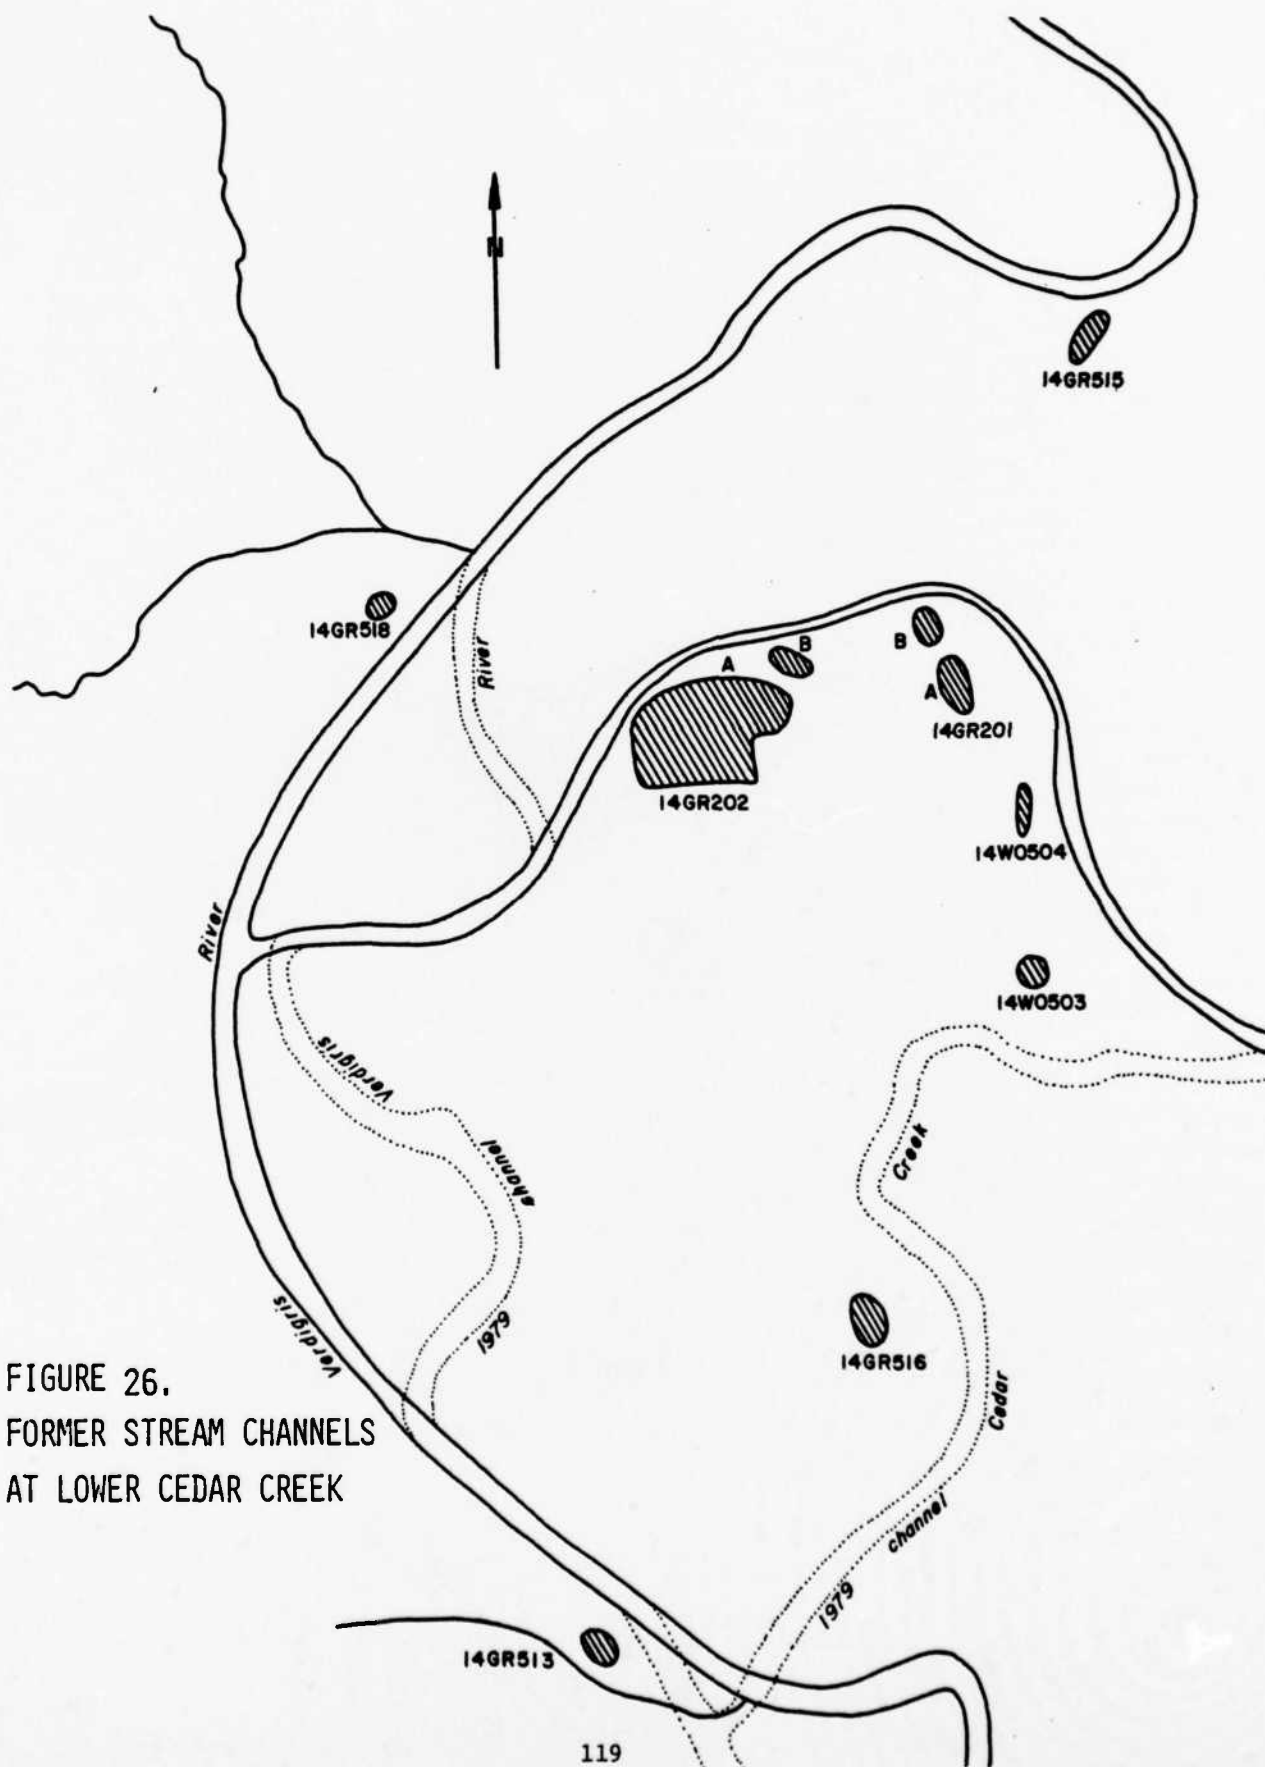 N
14GR515
14GR518
River
A
B
B
A
14GR201
14GR202
14WO504
River
14WO503
Verdigris
channel
Creek
1979
Verdigris
14GR516
Cedar
FIGURE 26.
FORMER STREAM CHANNELS
AT LOWER CEDAR CREEK
channel
1979
14GR513
119